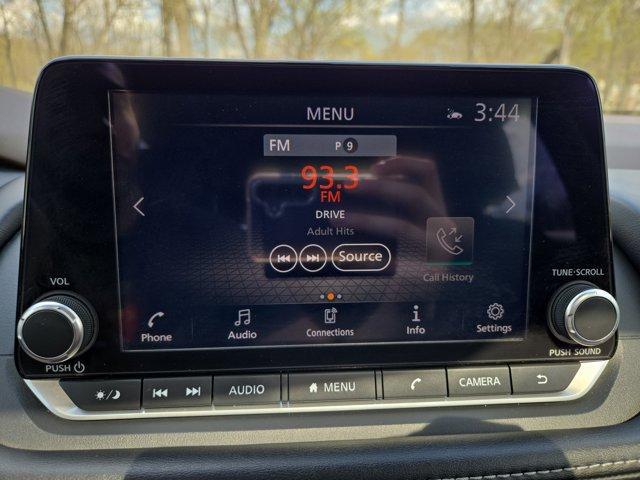 MENU
3:44
FM P 9
93.3
FM
DRIVE
Adult Hits
Source
Call History
VOL
TUNE·SCROLL
Phone Audio Connections Info Settings
PUSH
PUSH SOUND
AUDIO MENU CAMERA